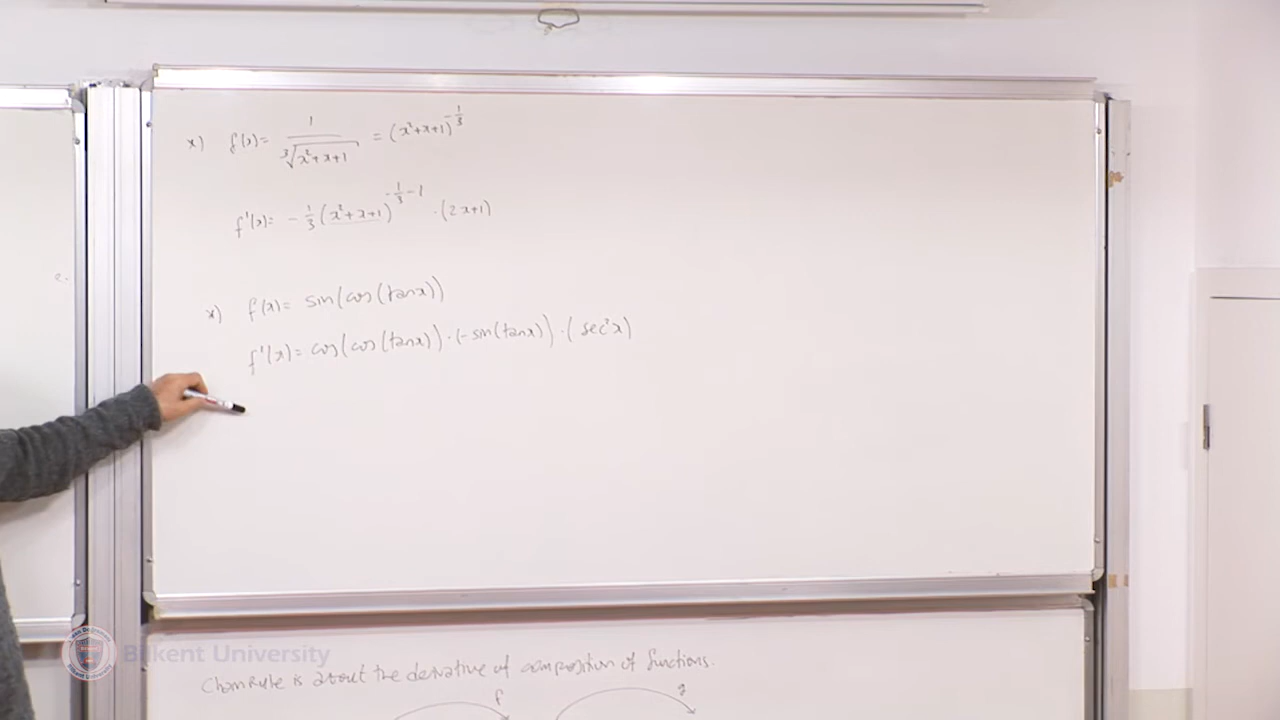 *) f(x) = 1/∛(x²+x+1) = (x²+x+1)^(-1/3)
f'(x) = -1/3 (x²+x+1)^(-1/3 - 1) · (2x+1)
*) f(x) = sin(cos(tanx))
f'(x) = cos(cos(tanx)) · (-sin(tanx)) · (sec²x)
Bilkent University
Chain Rule is about the derivative of composition of functions.
f g